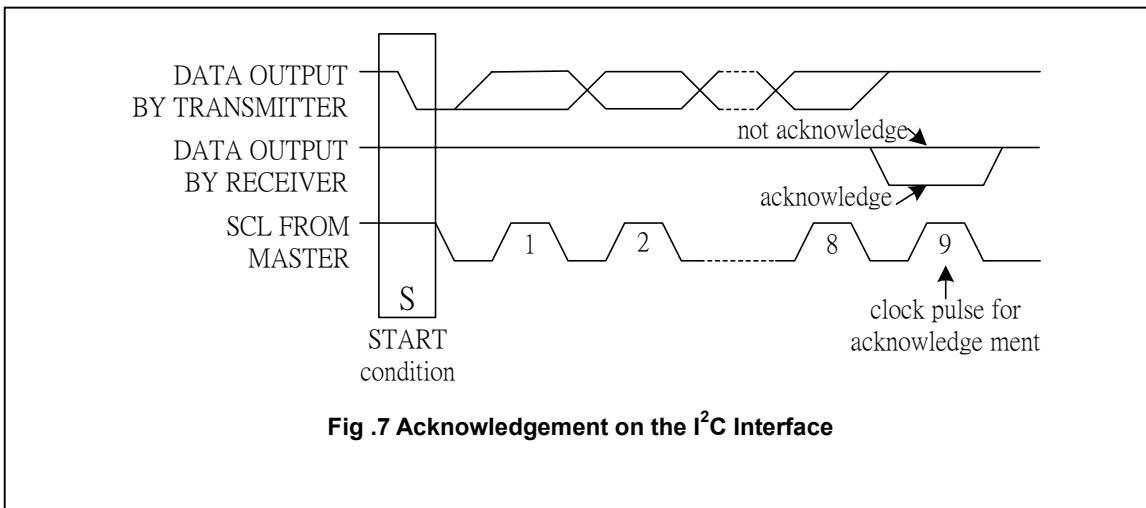 DATA OUTPUT
BY TRANSMITTER
not acknowledge
DATA OUTPUT
BY RECEIVER
acknowledge
SCL FROM
MASTER
1
2
8
9
S
START
condition
clock pulse for
acknowledge ment
Fig .7 Acknowledgement on the I²C Interface